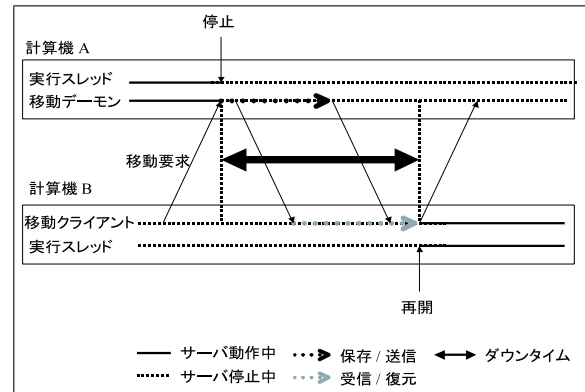 停止
計算機 A
実行スレッド
移動デーモン
移動要求
計算機 B
移動クライアント
実行スレッド
再開
サーバ動作中
保存 / 送信
ダウンタイム
サーバ停止中
受信 / 復元